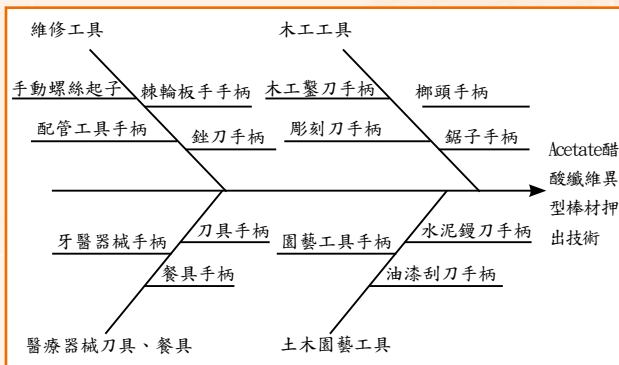 維修工具
木工工具
手動螺絲起子
棘輪板手手柄
木工鑿刀手柄
榔頭手柄
配管工具手柄
銼刀手柄
彫刻刀手柄
鋸子手柄
Acetate醋
酸纖維異
型棒材押
出技術
牙醫器械手柄
刀具手柄
園藝工具手柄
水泥鏝刀手柄
餐具手柄
油漆刮刀手柄
醫療器械刀具、餐具
土木園藝工具